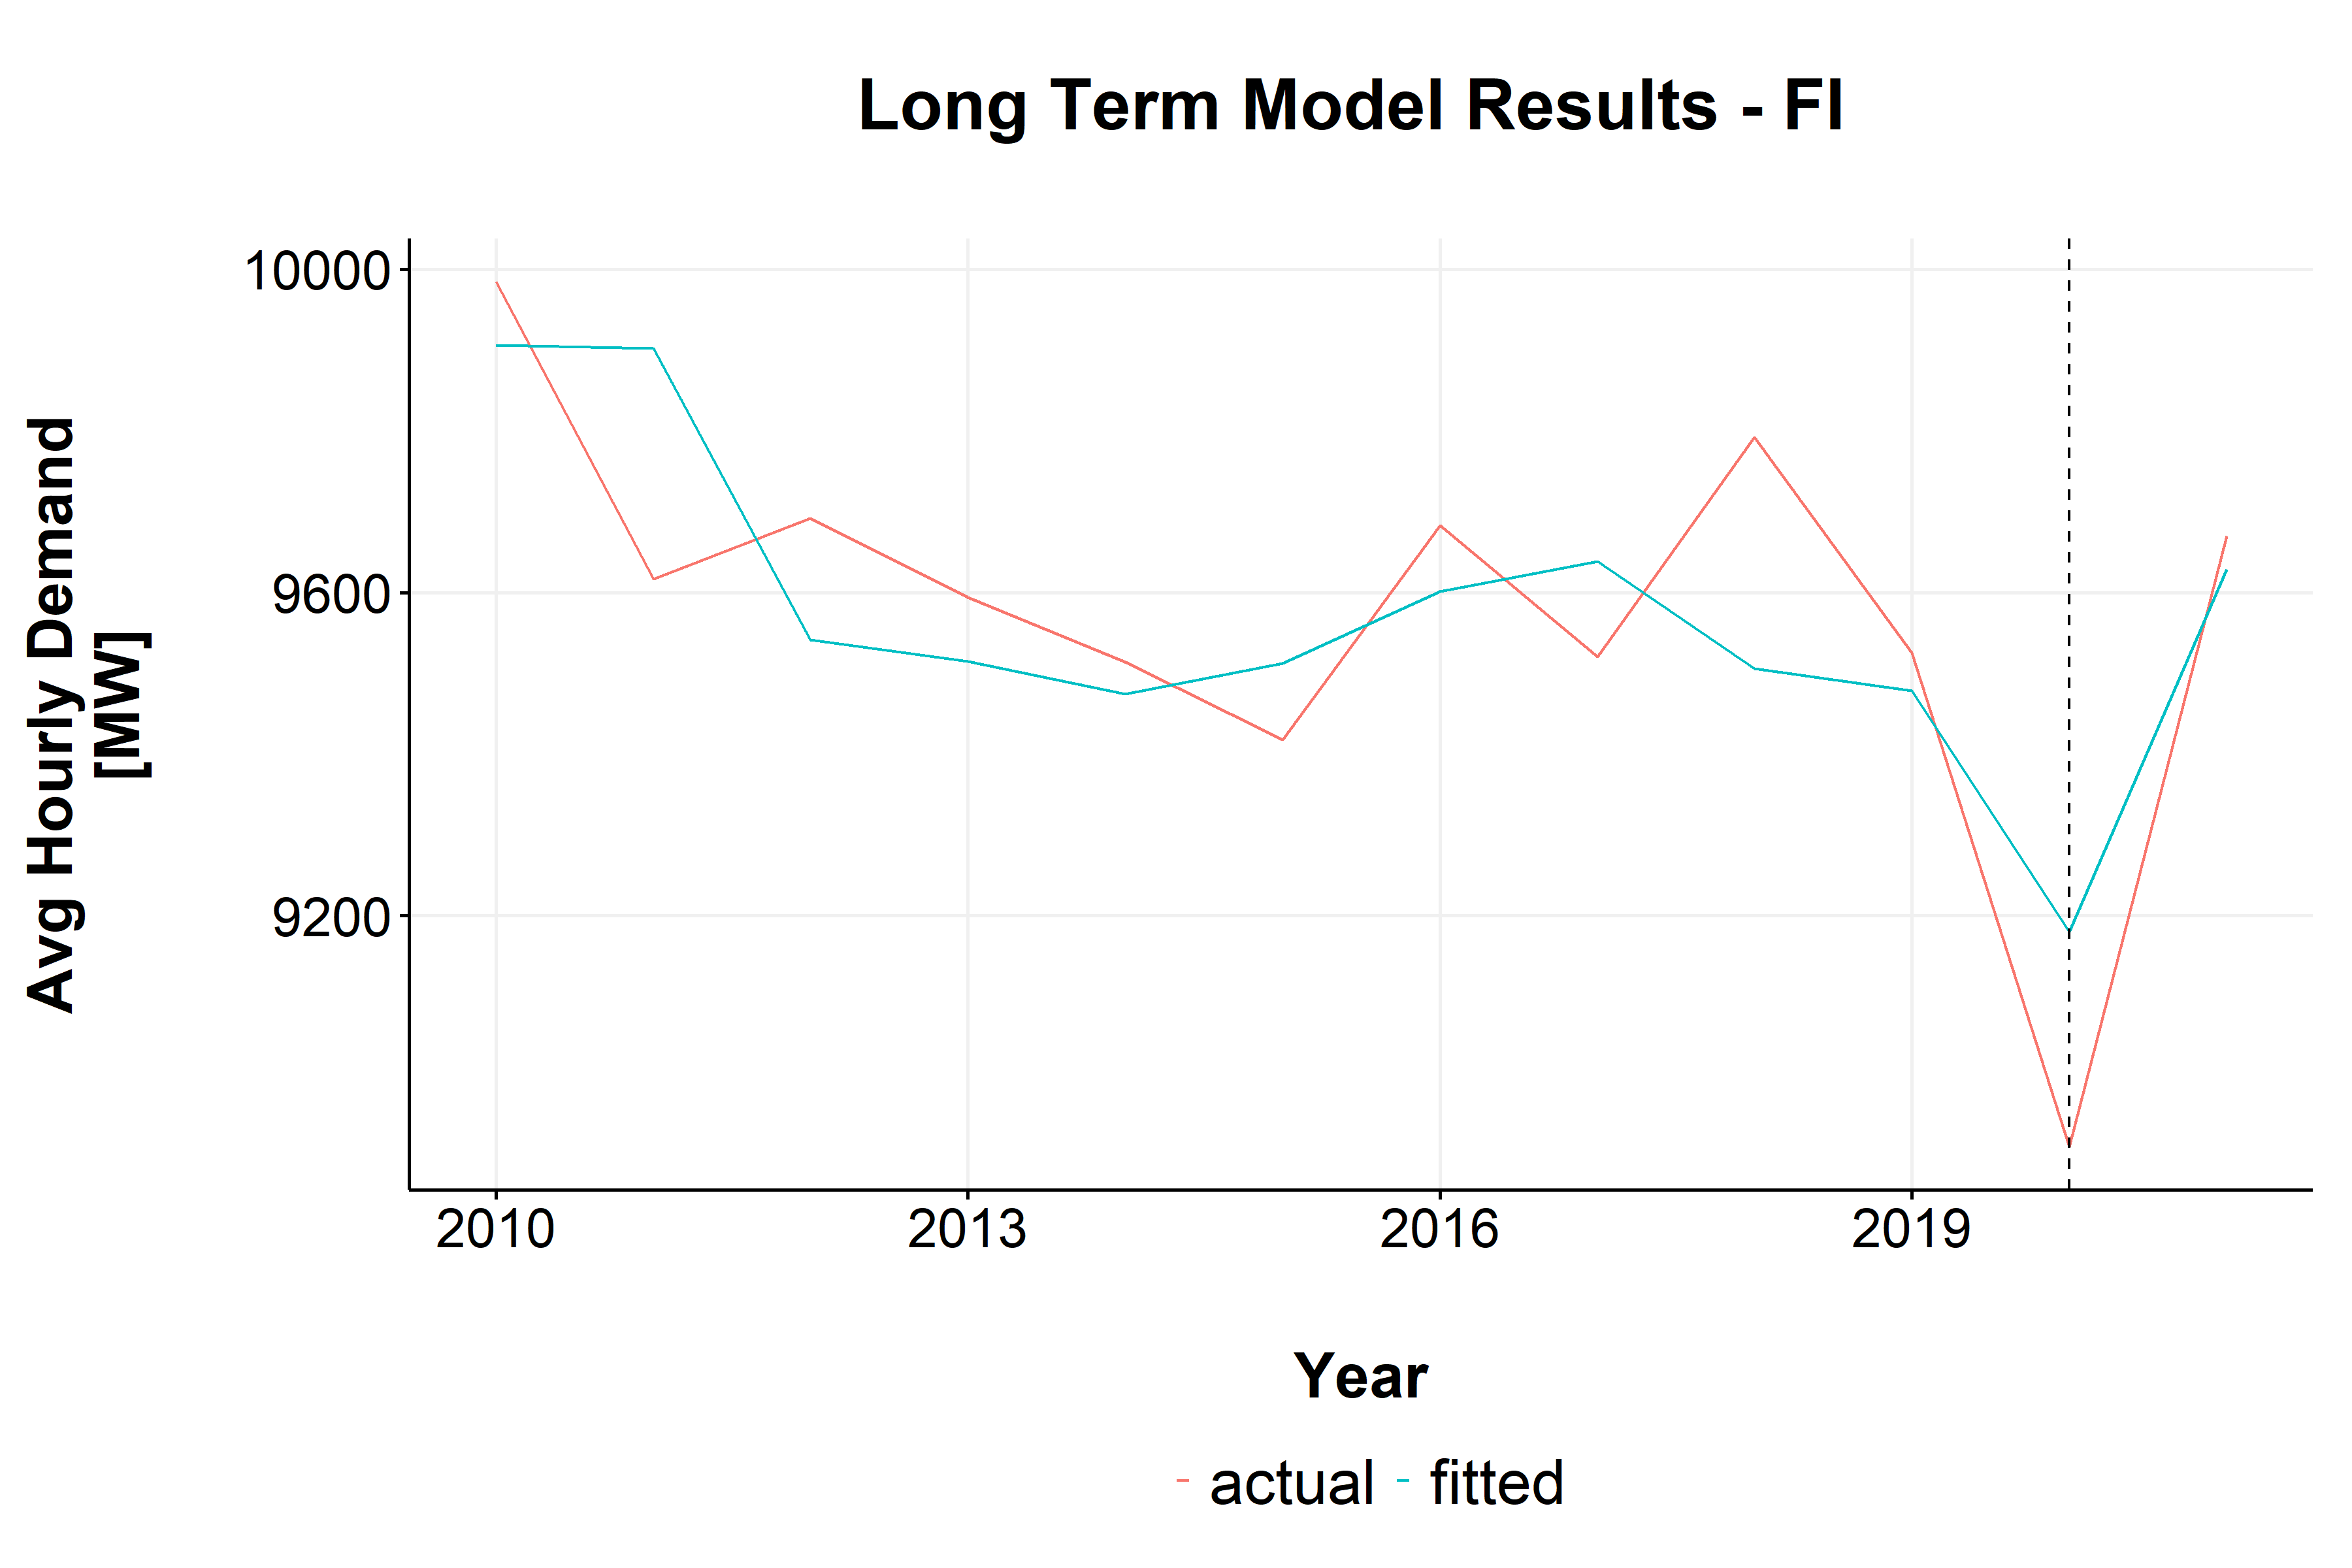 Long Term Model Results - FI
Avg Hourly Demand
[MW]
10000
9600
9200
2010
2013
2016
2019
Year
actual
fitted